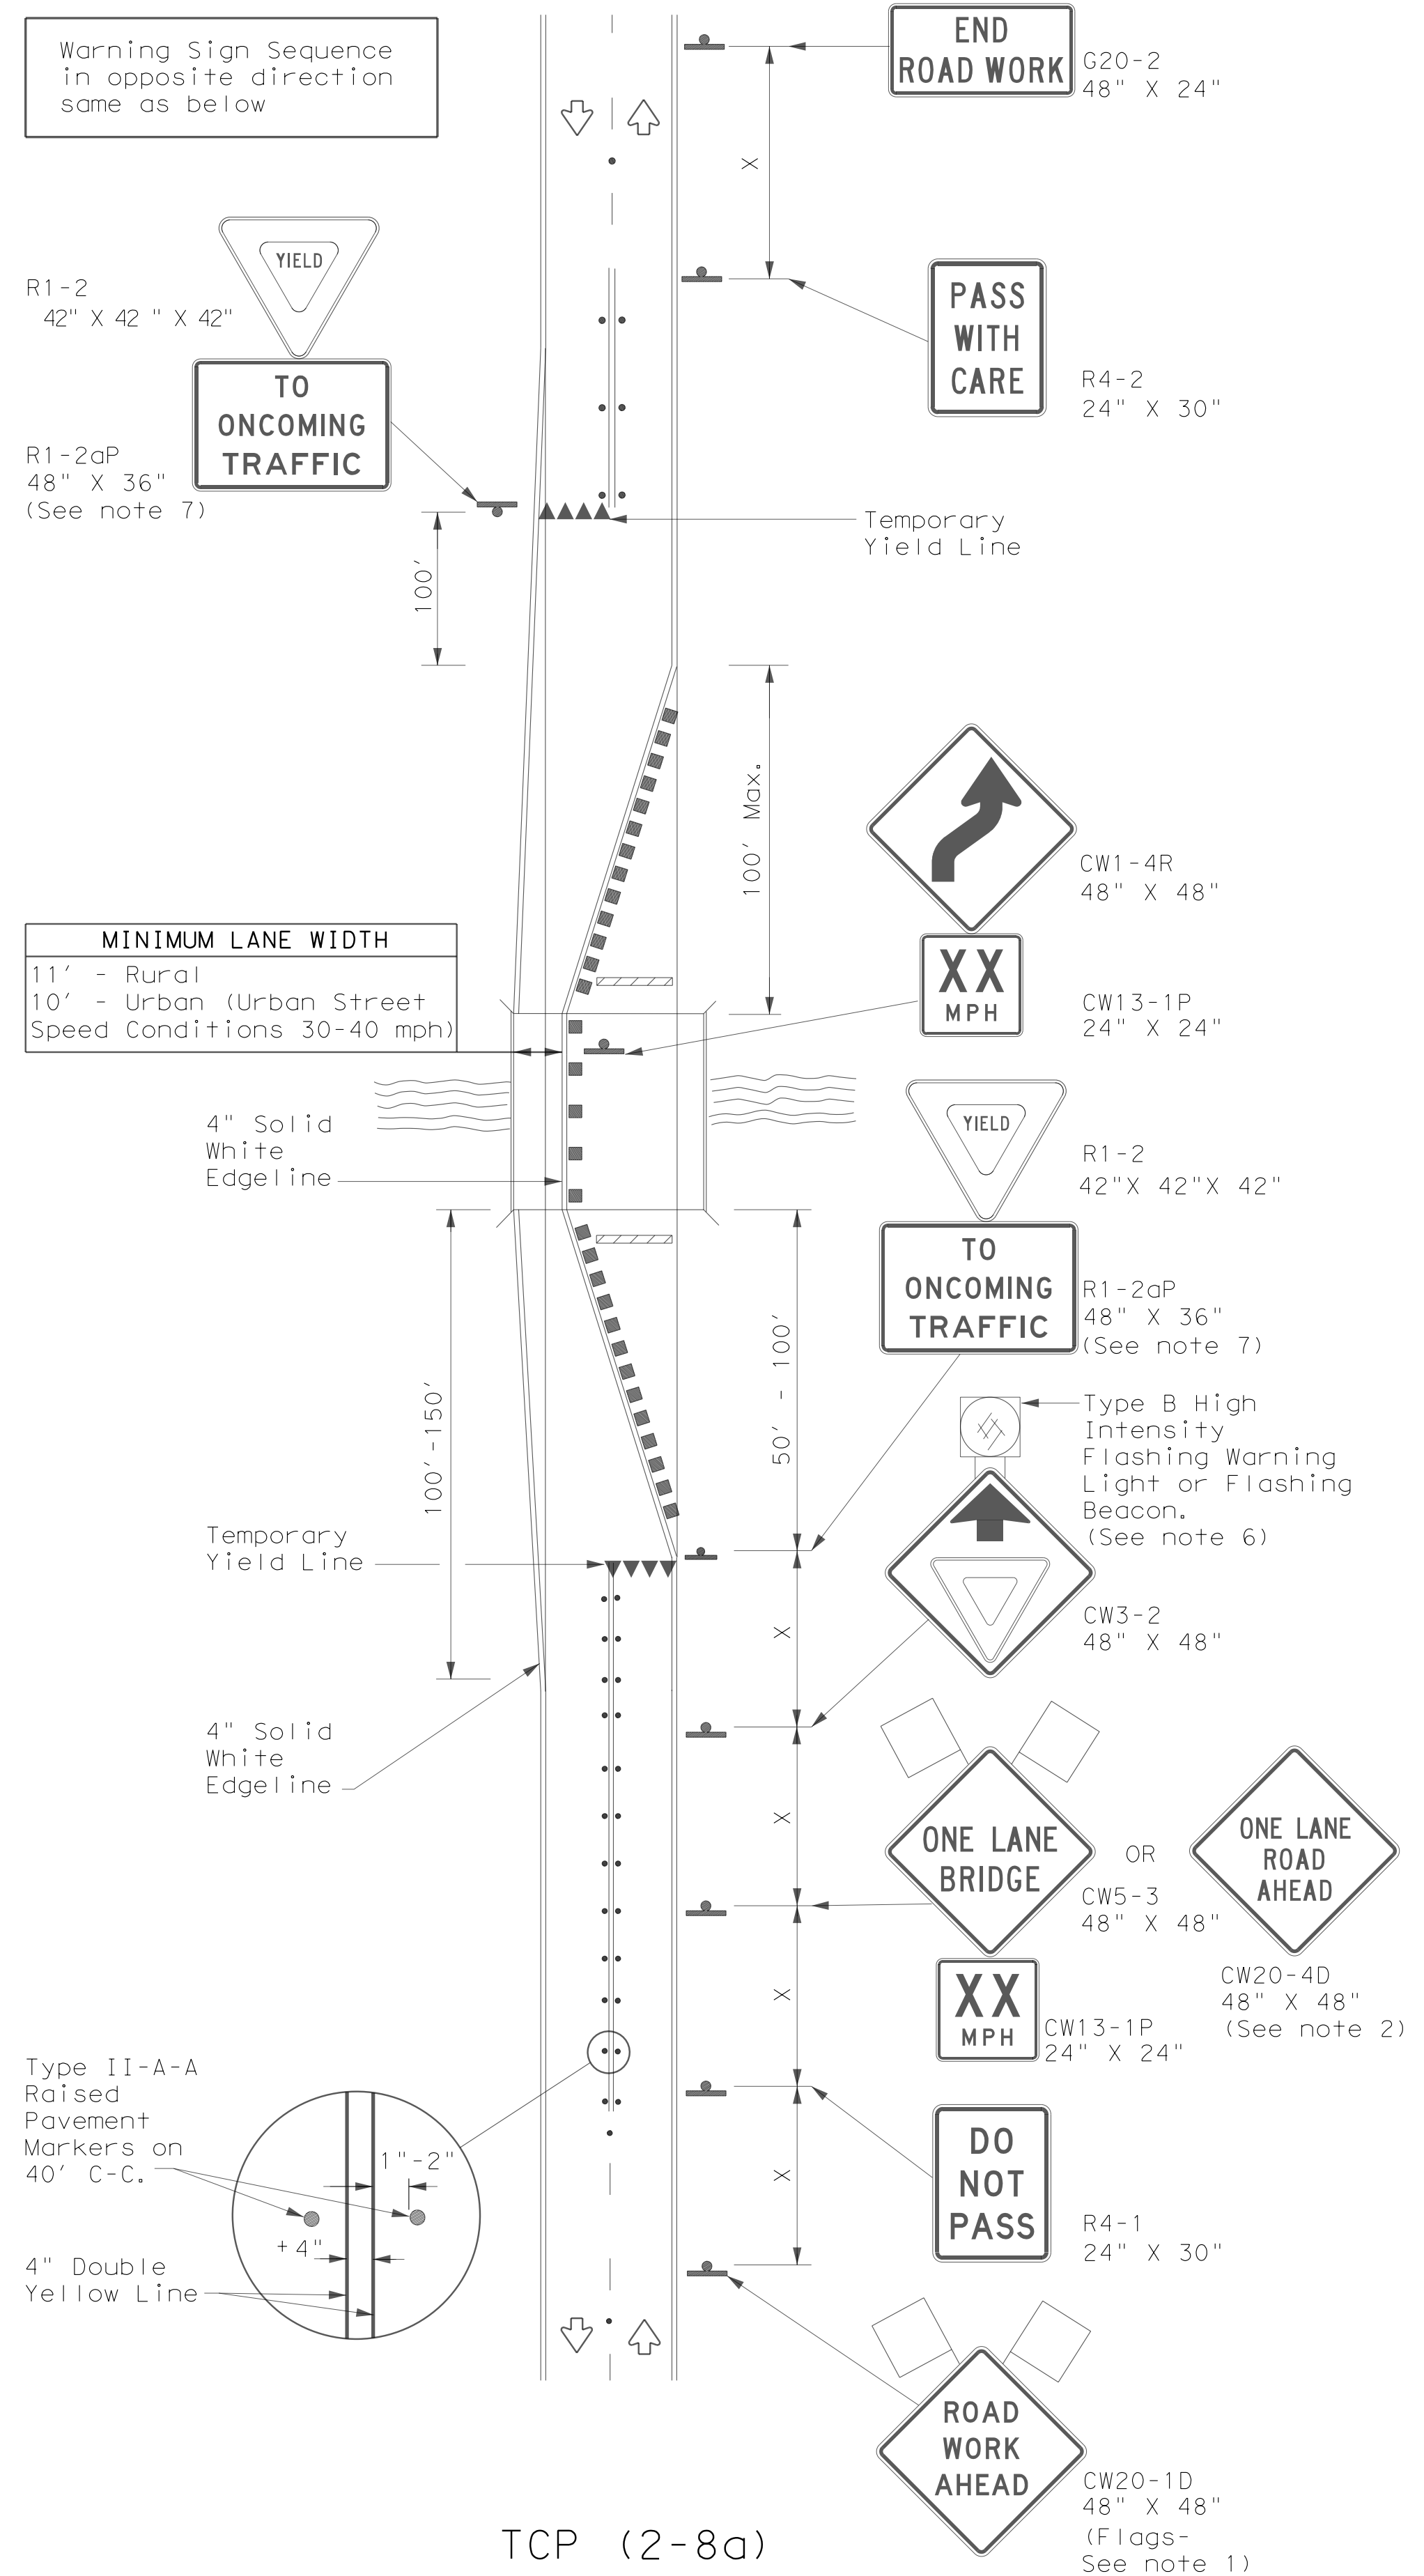 Warning Sign Sequence
in opposite direction
same as below
END
ROAD WORK
G20-2
48" X 24"
X
YIELD
R1-2
42" X 42 " X 42"
TO
ONCOMING
TRAFFIC
R1-2aP
48" X 36"
(See note 7)
PASS
WITH
CARE
R4-2
24" X 30"
Temporary
Yield Line
100'
100' Max.
CW1-4R
48" X 48"
XX
MPH
CW13-1P
24" X 24"
MINIMUM LANE WIDTH
11' - Rural
10' - Urban (Urban Street
Speed Conditions 30-40 mph)
4" Solid
White
Edgeline
YIELD
R1-2
42"X 42"X 42"
TO
ONCOMING
TRAFFIC
R1-2aP
48" X 36"
(See note 7)
50' - 100'
100'-150'
Type B High
Intensity
Flashing Warning
Light or Flashing
Beacon.
(See note 6)
Temporary
Yield Line
X
CW3-2
48" X 48"
4" Solid
White
Edgeline
X
ONE LANE
BRIDGE
OR
ONE LANE
ROAD
AHEAD
CW5-3
48" X 48"
CW20-4D
48" X 48"
(See note 2)
X
XX
MPH
CW13-1P
24" X 24"
Type II-A-A
Raised
Pavement
Markers on
40' C-C.
1"-2"
+4"
4" Double
Yellow Line
X
DO
NOT
PASS
R4-1
24" X 30"
ROAD
WORK
AHEAD
CW20-1D
48" X 48"
(Flags-
See note 1)
TCP (2-8a)